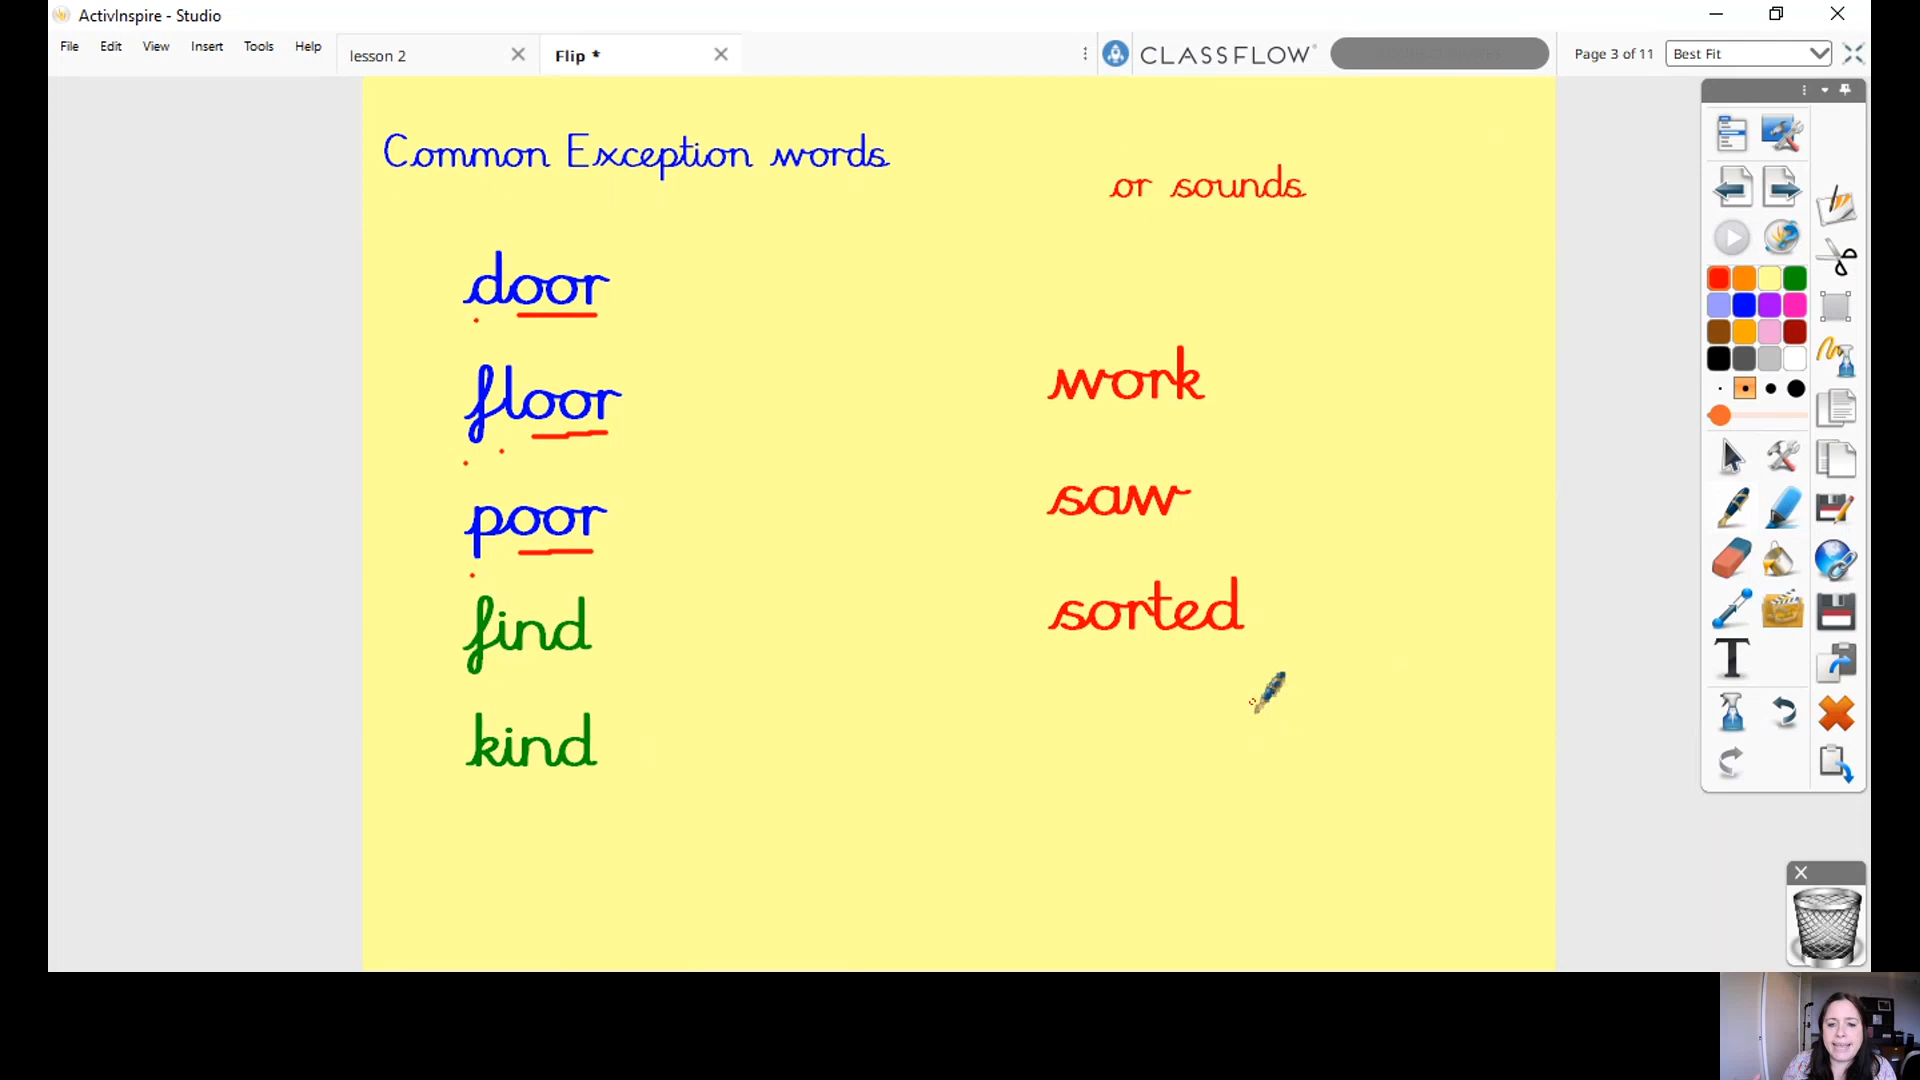 ActivInspire - Studio
File Edit View Insert Tools Help
lesson 2
Flip *
CLASSFLOW
Page 3 of 11
Best Fit
Common Exception words
or sounds
door
floor
poor
find
kind
work
saw
sorted
T